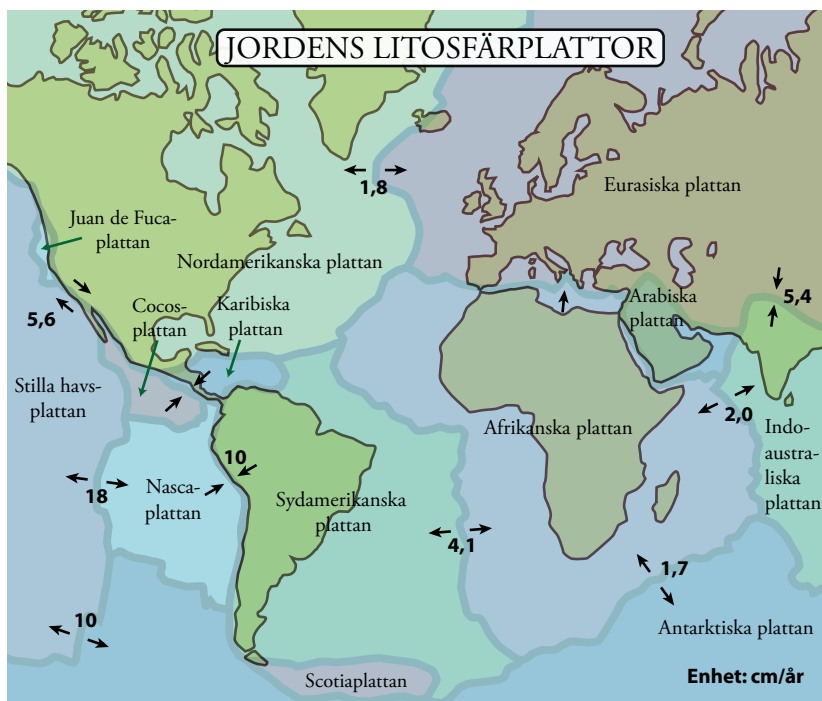 JORDENS LITOSFÄRPLATTOR
1,8
Eurasiska plattan
Juan de Fuca-
plattan
Nordamerikanska plattan
Cocos-
plattan
Karibiska
plattan
Arabiska
plattan
5,4
5,6
Stilla havs-
plattan
2,0
Afrikanska plattan
Indo-
austra-
liska
plattan
10
18
Nasca-
plattan
Sydamerikanska
plattan
4,1
1,7
10
Antarktiska plattan
Scotiaplattan
Enhet: cm/år